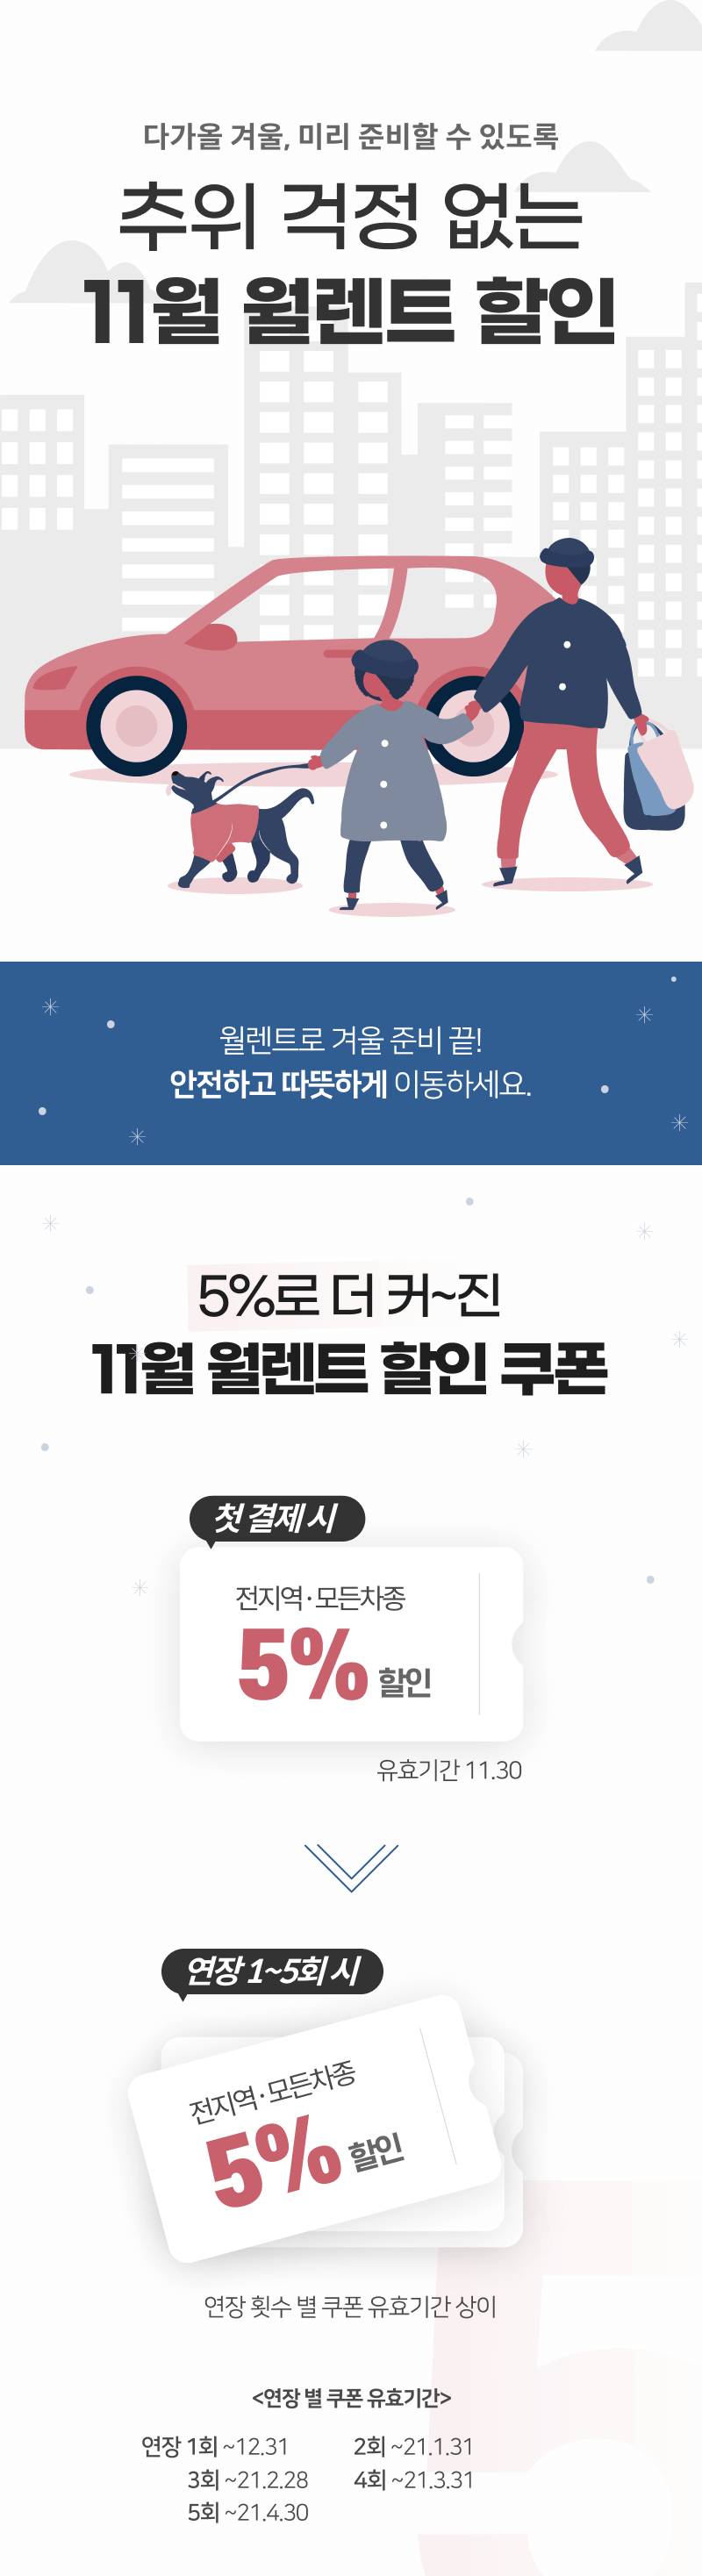 다가올 겨울, 미리 준비할 수 있도록
추위 걱정 없는
11월 월렌트 할인
월렌트로 겨울 준비 끝!
안전하고 따뜻하게 이동하세요.
5%로 더 커~진
11월 월렌트 할인 쿠폰
첫 결제 시
전지역·모든차종
5% 할인
유효기간 11.30
연장 1~5회 시
전지역·모든차종
5% 할인
연장 횟수 별 쿠폰 유효기간 상이
<연장 별 쿠폰 유효기간>
연장 1회 ~12.31 2회 ~21.1.31
3회 ~21.2.28 4회 ~21.3.31
5회 ~21.4.30
5